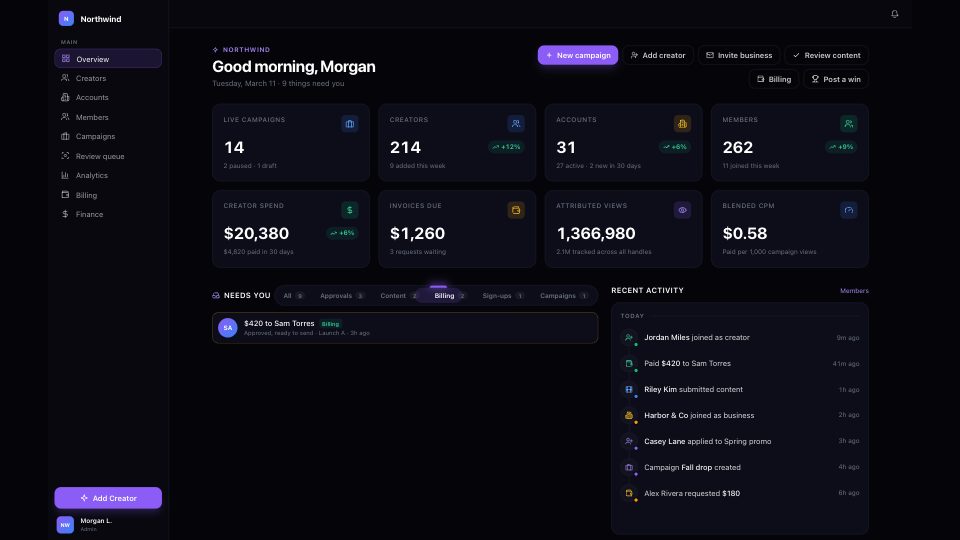 N Northwind
MAIN
Overview
Creators
Accounts
Members
Campaigns
Review queue
Analytics
Billing
Finance
Add Creator
NW Morgan L.
Admin
NORTHWIND
Good morning, Morgan
Tuesday, March 11 · 9 things need you
New campaign Add creator Invite business Review content
Billing Post a win
LIVE CAMPAIGNS
14
2 paused · 1 draft
CREATORS
214 +12%
9 added this week
ACCOUNTS
31 +6%
27 active · 2 new in 30 days
MEMBERS
262 +9%
11 joined this week
CREATOR SPEND
$20,380 +6%
$4,820 paid in 30 days
INVOICES DUE
$1,260
3 requests waiting
ATTRIBUTED VIEWS
1,366,980
2.1M tracked across all handles
BLENDED CPM
$0.58
Paid per 1,000 campaign views
NEEDS YOU All 9 Approvals 3 Content 2 Billing 2 Sign-ups 1 Campaigns 1
SA $420 to Sam Torres Billing
Approved, ready to send · Launch A · 3h ago
RECENT ACTIVITY Members
TODAY
Jordan Miles joined as creator 9m ago
Paid $420 to Sam Torres 41m ago
Riley Kim submitted content 1h ago
Harbor & Co joined as business 2h ago
Casey Lane applied to Spring promo 3h ago
Campaign Fall drop created 4h ago
Alex Rivera requested $180 6h ago